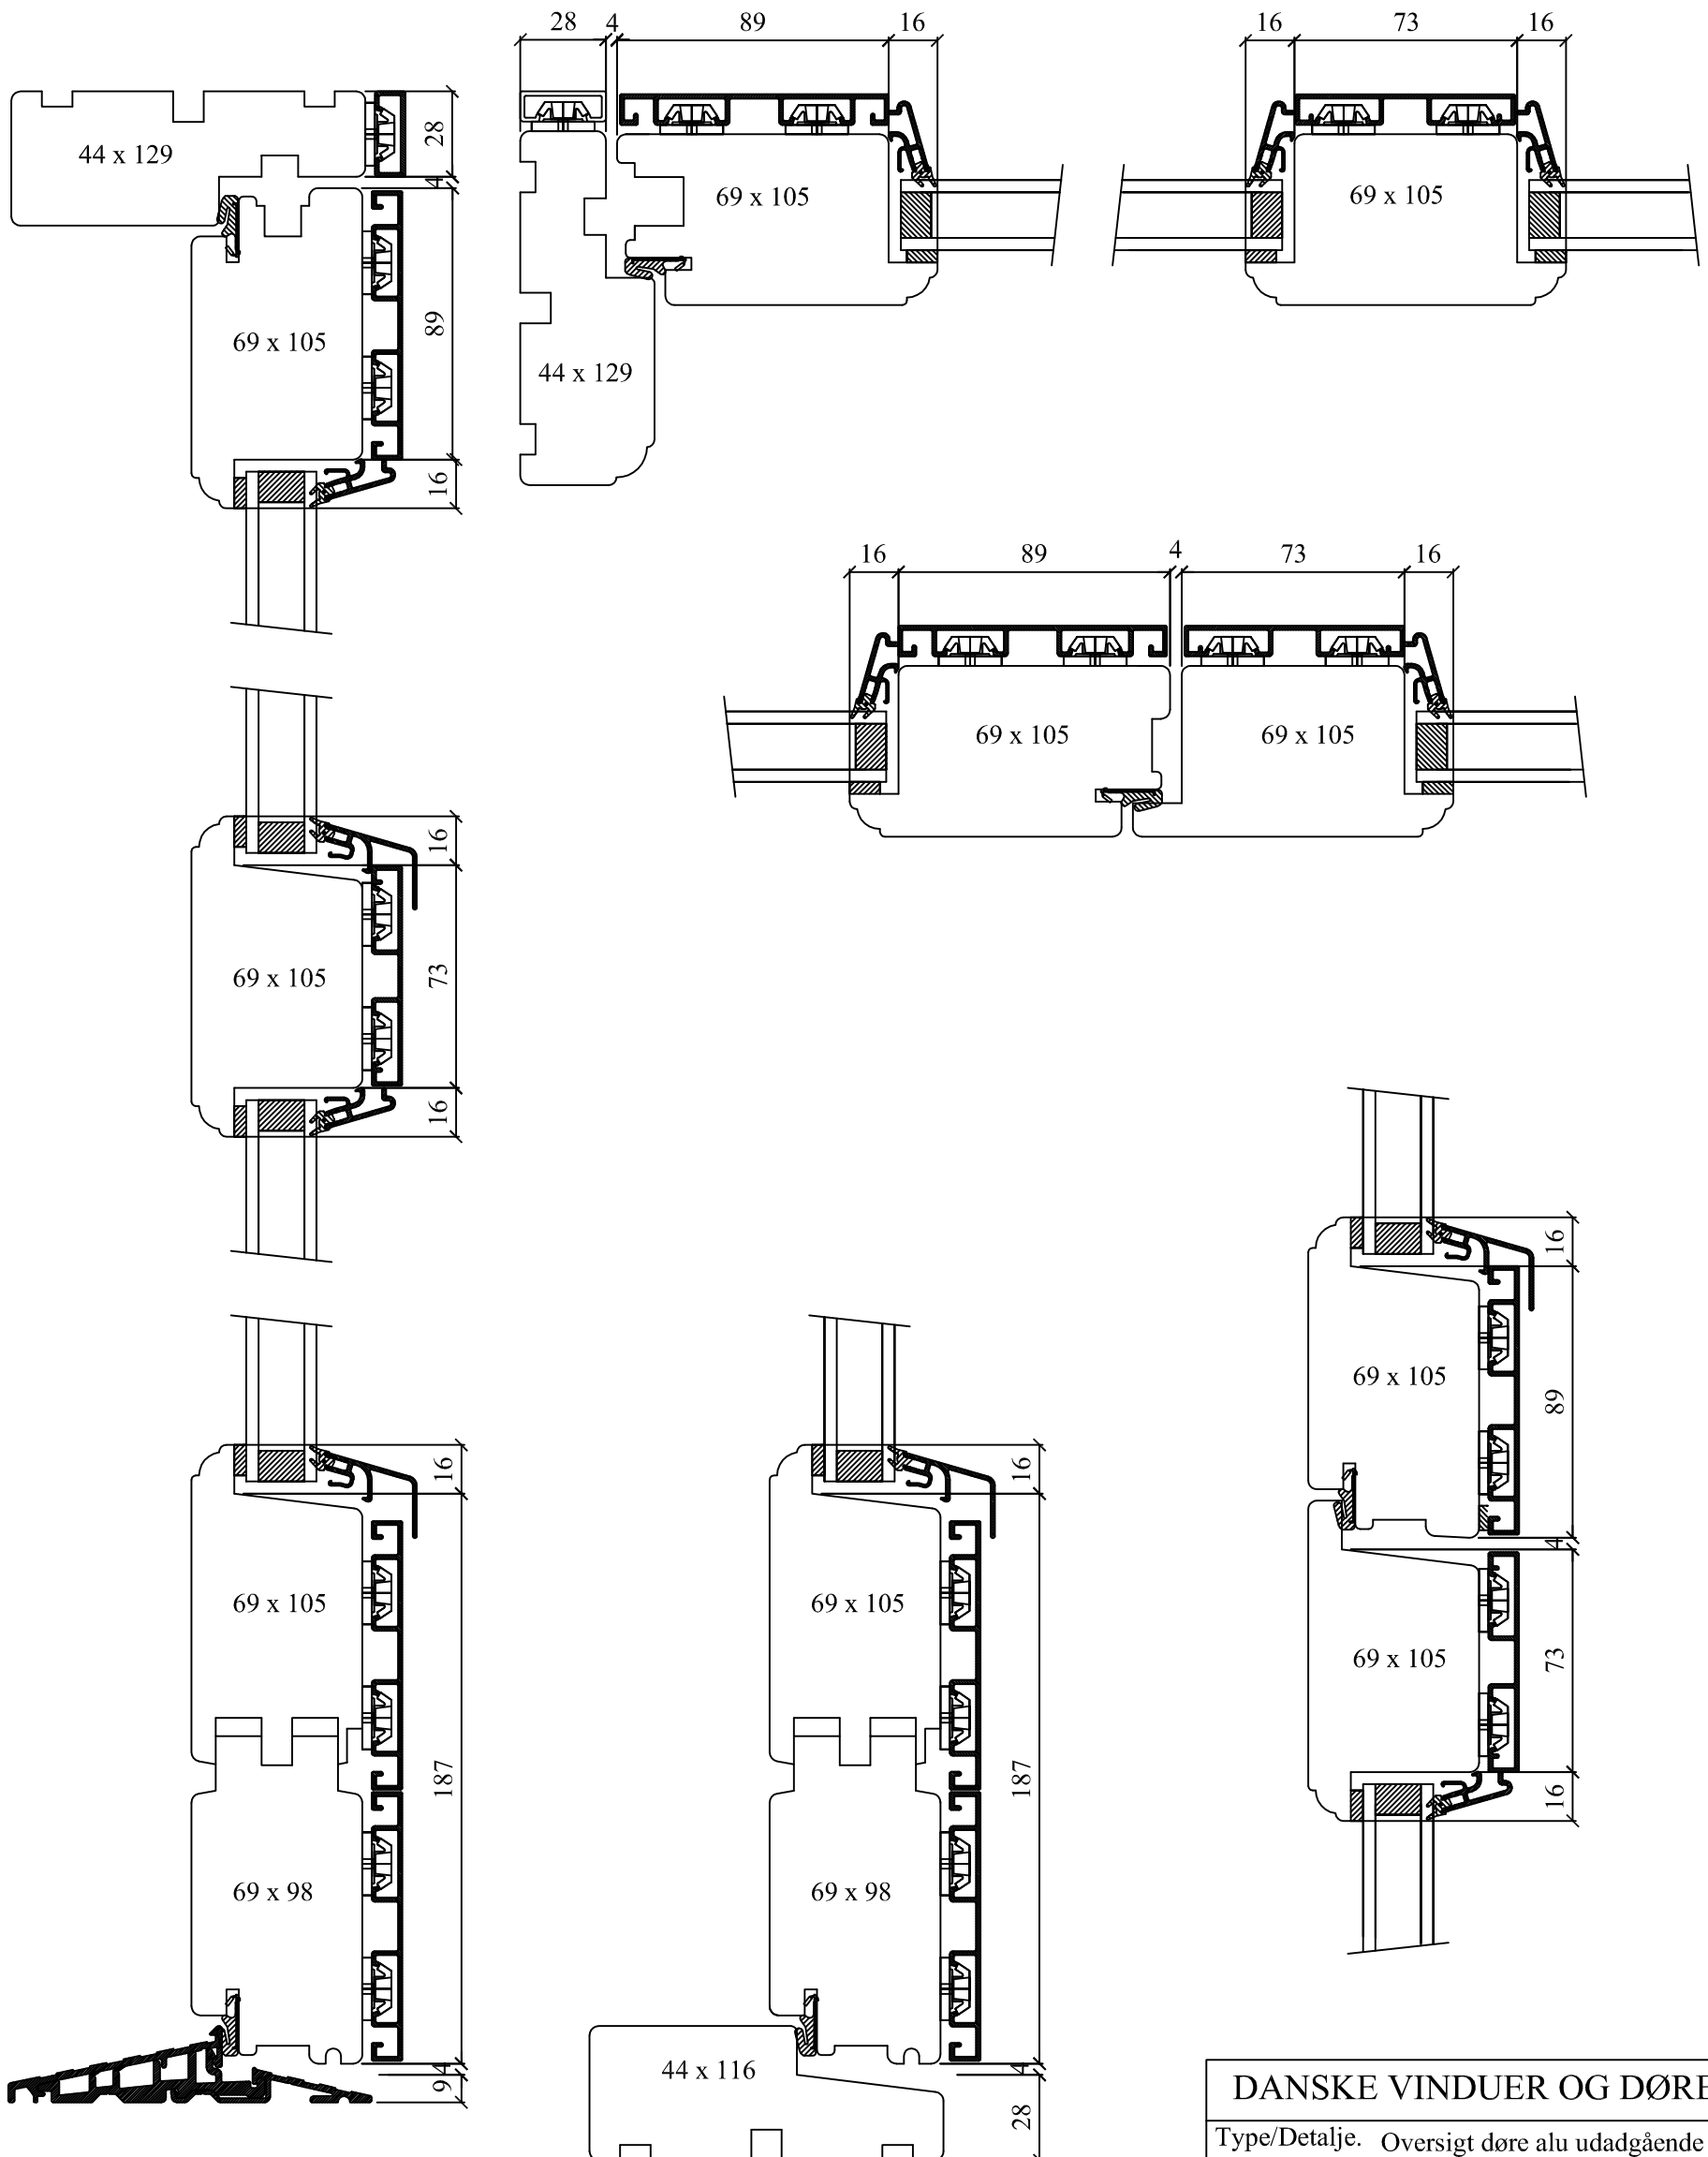 28 4 89 16
16 73 16
44 x 129
28
4
69 x 105
69 x 105
89
69 x 105
44 x 129
16
16 89 4 73 16
69 x 105
69 x 105
16
69 x 105
73
16
16
69 x 105
89
4
69 x 105
73
16
16
69 x 105
187
69 x 98
4
9
16
69 x 105
187
69 x 98
44 x 116
4
28
DANSKE VINDUER OG DØRE
Type/Detalje. Oversigt døre alu udadgående